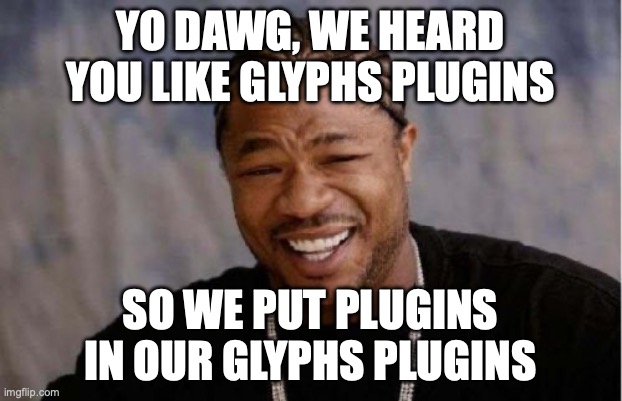 YO DAWG, WE HEARD
YOU LIKE GLYPHS PLUGINS
SO WE PUT PLUGINS
IN OUR GLYPHS PLUGINS
imgflip.com